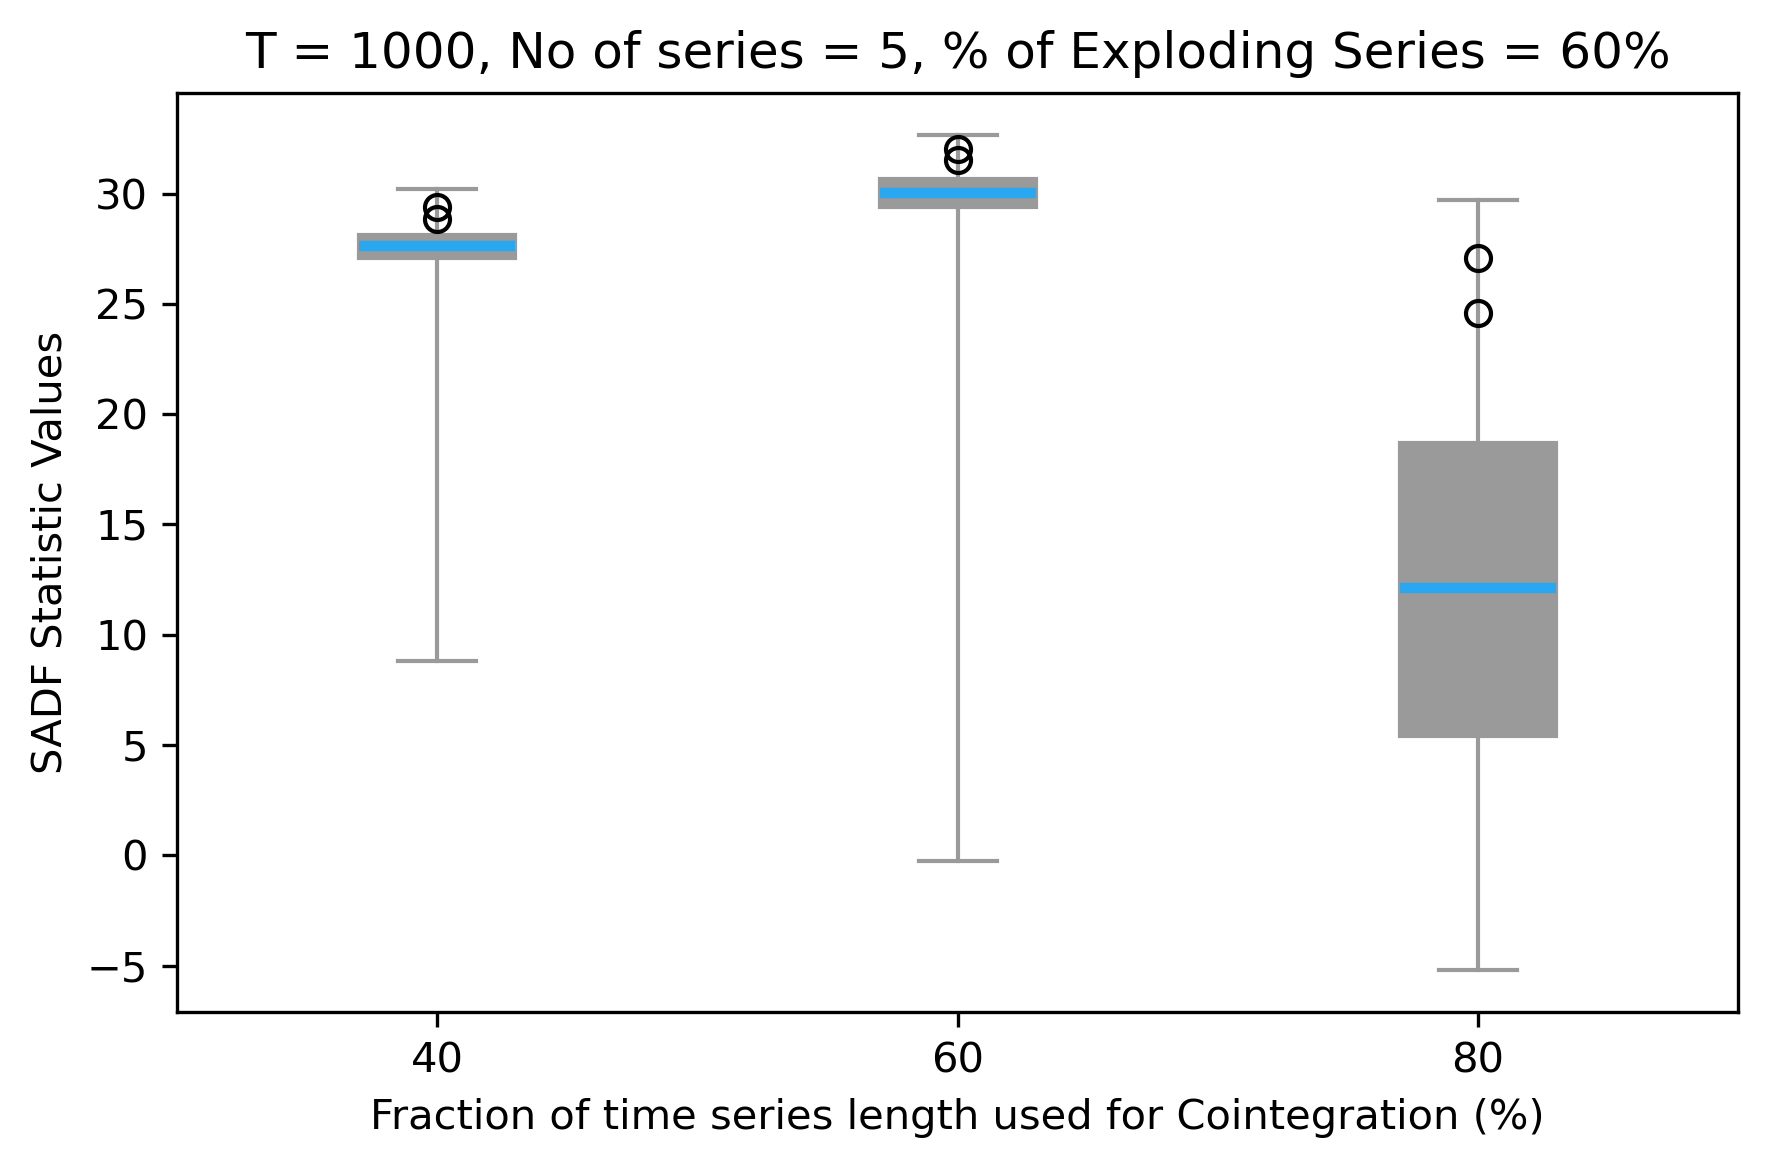 T = 1000, No of series = 5, % of Exploding Series = 60%
SADF Statistic Values
30
25
20
15
10
5
0
−5
40 60 80
Fraction of time series length used for Cointegration (%)